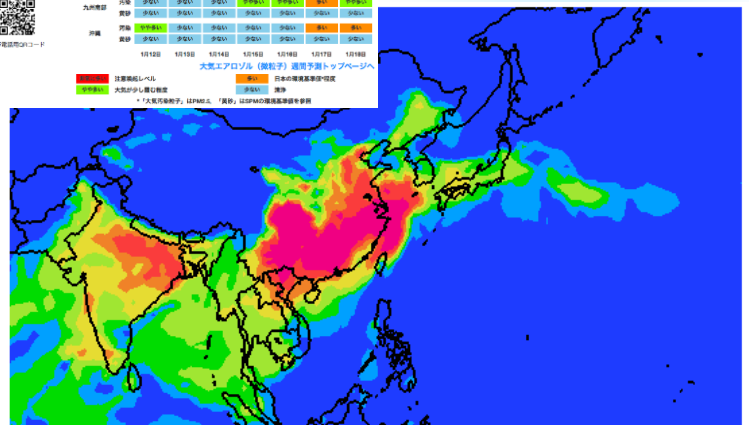 汚染 少ない 少ない 少ない やや多い やや多い 多い やや多い
九州南部
黄砂 少ない 少ない 少ない 少ない 少ない 少ない 少ない
汚染 やや多い 少ない 少ない 少ない 少ない 多い 多い
沖縄
黄砂 少ない 少ない 少ない 少ない 少ない 少ない 少ない
電話用QRコード
1月12日 1月13日 1月14日 1月15日 1月16日 1月17日 1月18日
大気エアロゾル（微粒子）週間予測トップページへ
注意喚起レベル 多い 日本の環境基準値*程度
やや多い 大気が少し霞む程度 少ない 清浄
*「大気汚染粒子」はPM2.5、「黄砂」はSPMの環境基準値を参照